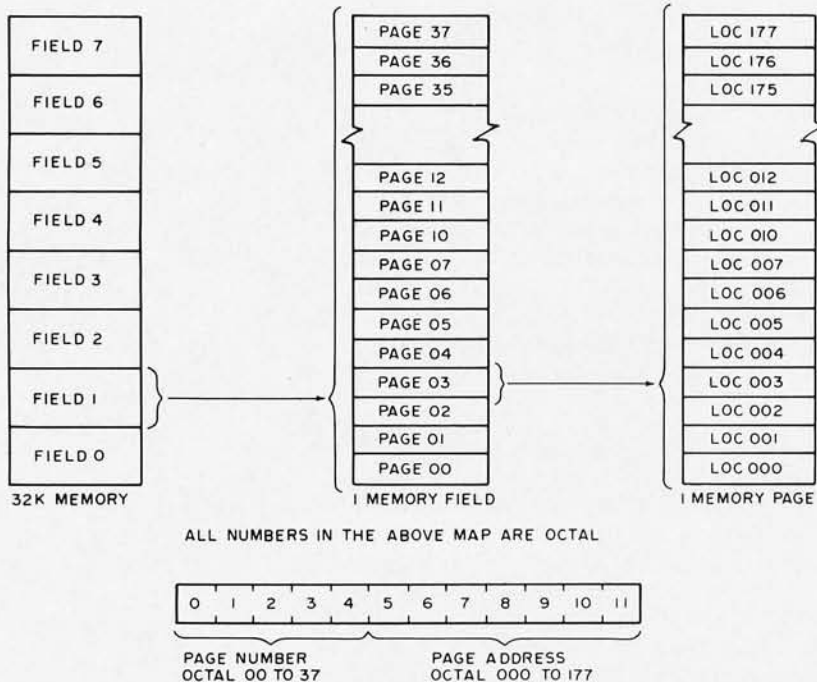 FIELD 7
FIELD 6
FIELD 5
FIELD 4
FIELD 3
FIELD 2
FIELD 1
FIELD 0
32K MEMORY
PAGE 37
PAGE 36
PAGE 35
PAGE 12
PAGE 11
PAGE 10
PAGE 07
PAGE 06
PAGE 05
PAGE 04
PAGE 03
PAGE 02
PAGE 01
PAGE 00
1 MEMORY FIELD
LOC 177
LOC 176
LOC 175
LOC 012
LOC 011
LOC 010
LOC 007
LOC 006
LOC 005
LOC 004
LOC 003
LOC 002
LOC 001
LOC 000
1 MEMORY PAGE
ALL NUMBERS IN THE ABOVE MAP ARE OCTAL
0 1 2 3 4 5 6 7 8 9 10 11
PAGE NUMBER
OCTAL 00 TO 37
PAGE ADDRESS
OCTAL 000 TO 177